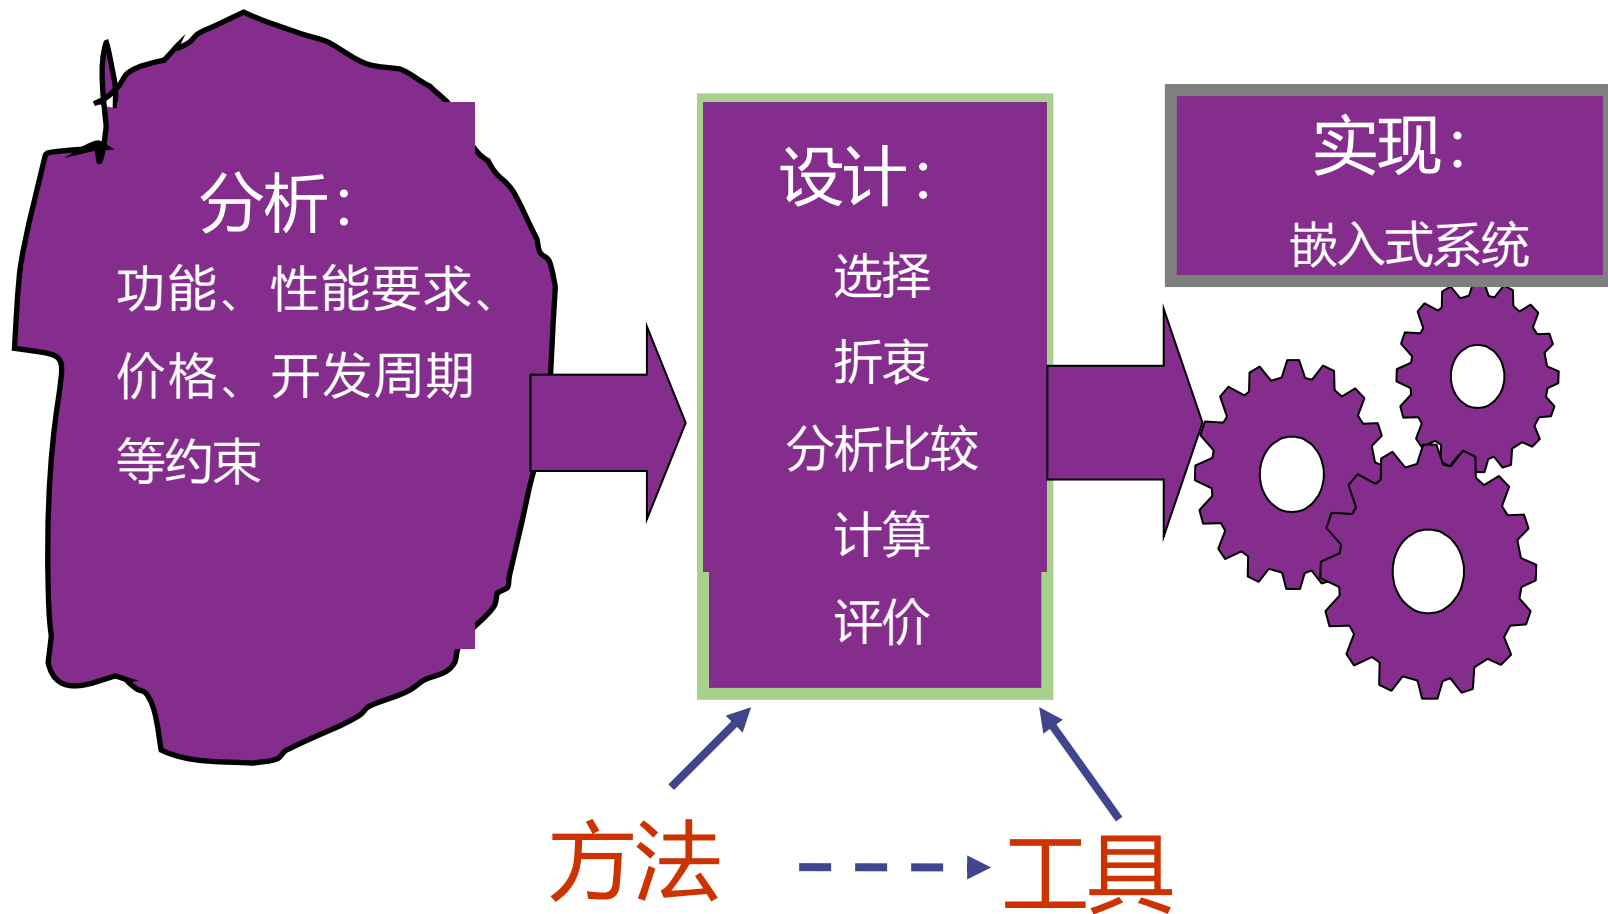 分析：
功能、性能要求、
价格、开发周期
等约束
设计：
选择
折衷
分析比较
计算
评价
实现：
嵌入式系统
方法
工具